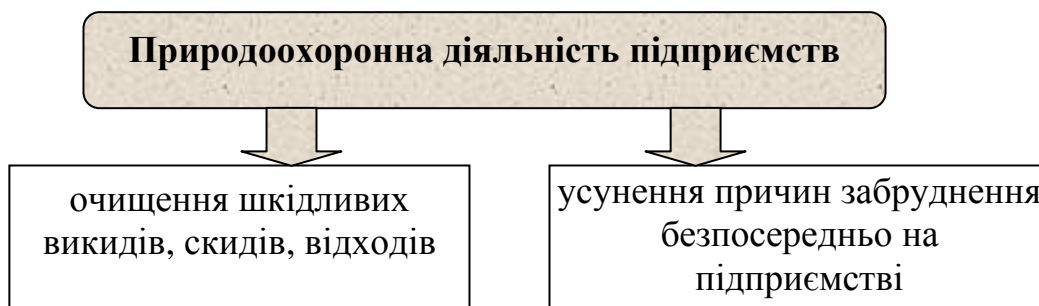 Природоохоронна діяльність підприємств
очищення шкідливих
викидів, скидів, відходів
усунення причин забруднення
безпосередньо на
підприємстві